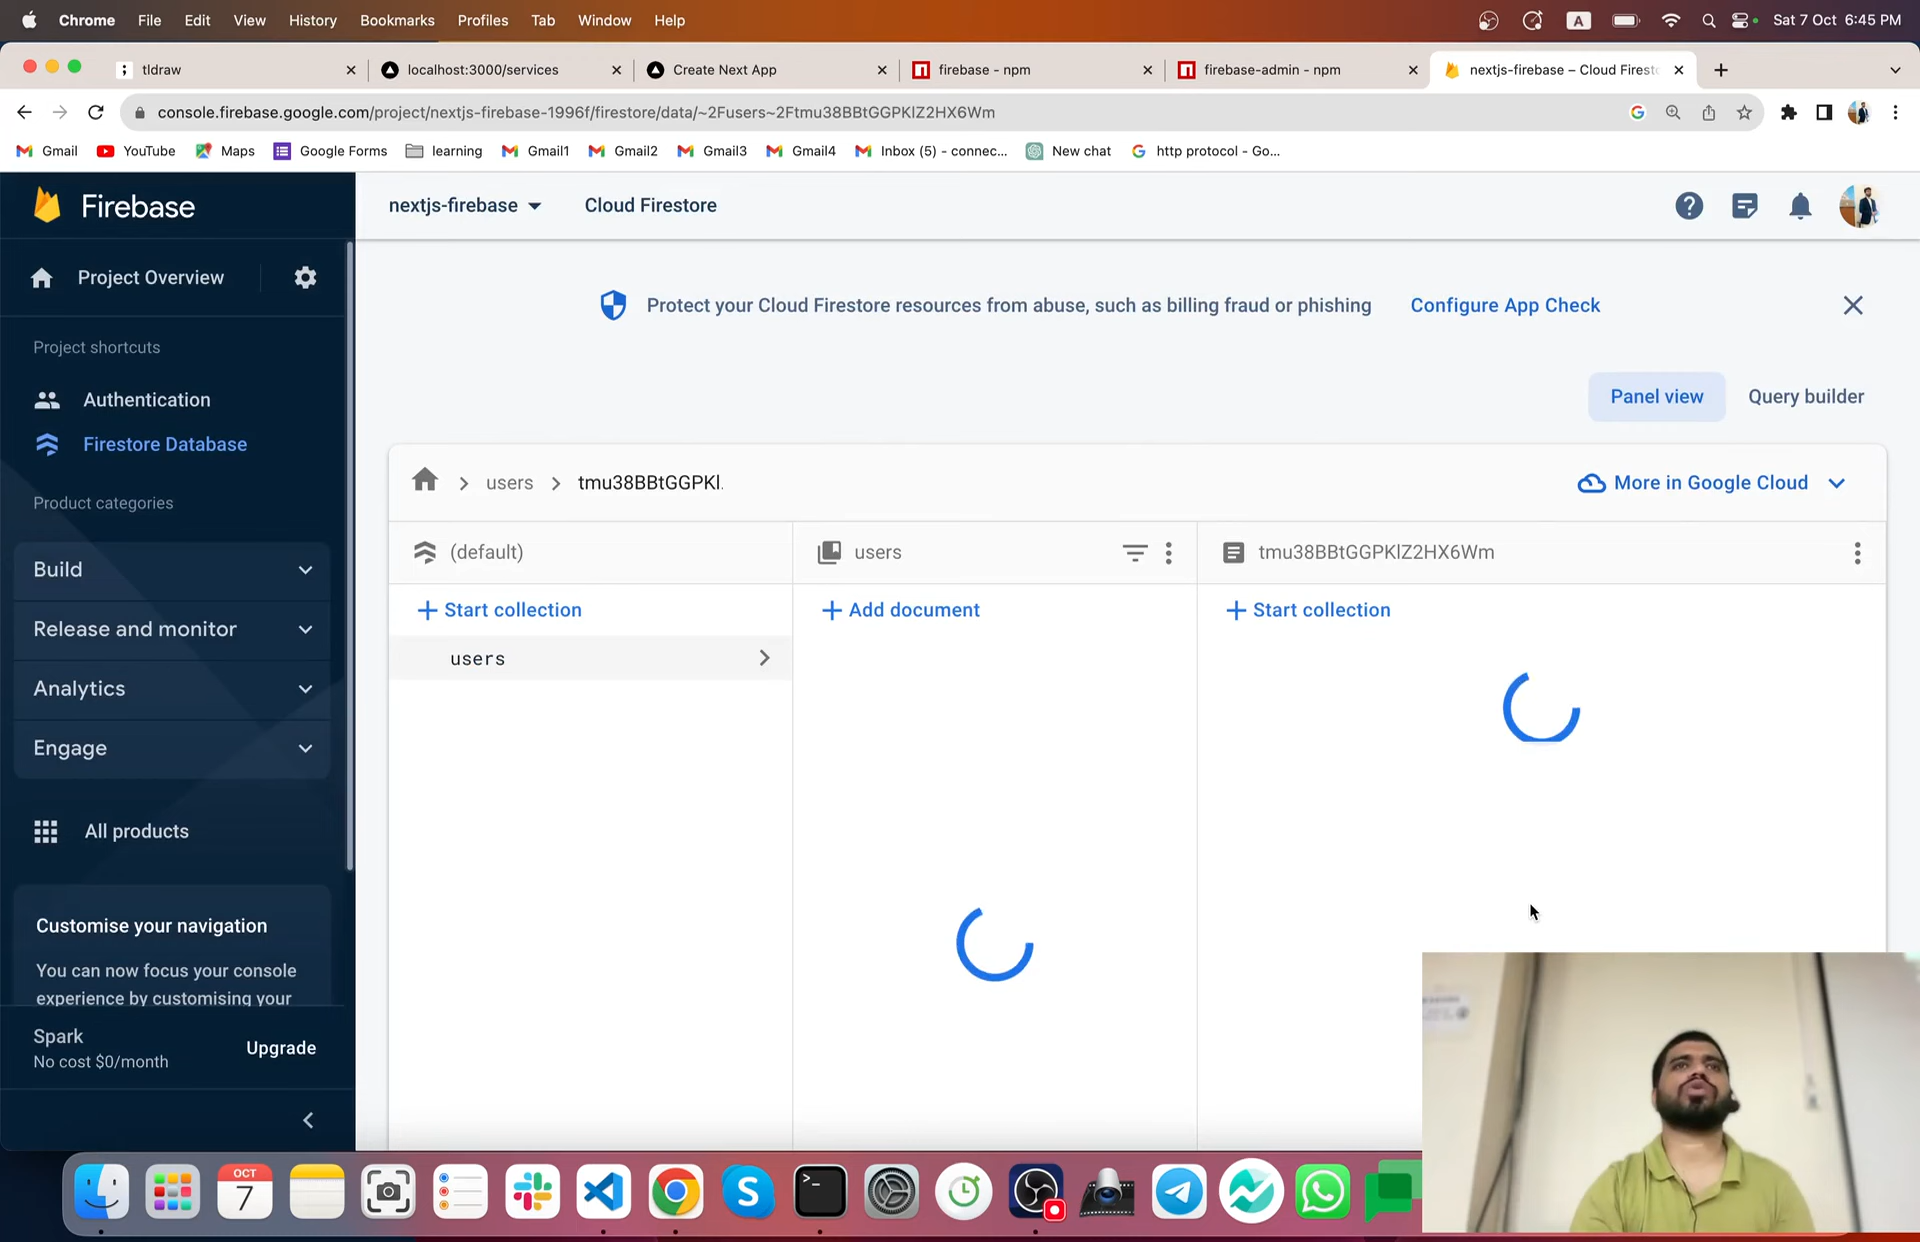 Chrome File Edit View History Bookmarks Profiles Tab Window Help
A
Sat 7 Oct 6:45 PM
tldraw
localhost:3000/services
Create Next App
firebase - npm
firebase-admin - npm
nextjs-firebase – Cloud Firest
console.firebase.google.com/project/nextjs-firebase-1996f/firestore/data/~2Fusers~2Ftmu38BBtGGPKlZ2HX6Wm
Gmail YouTube Maps Google Forms learning Gmail1 Gmail2 Gmail3 Gmail4 Inbox (5) - connec... New chat http protocol - Go...
Firebase
nextjs-firebase
Cloud Firestore
Project Overview
Protect your Cloud Firestore resources from abuse, such as billing fraud or phishing
Configure App Check
Project shortcuts
Authentication
Firestore Database
Panel view
Query builder
Product categories
users
tmu38BBtGGPKl.
More in Google Cloud
Build
Release and monitor
Analytics
Engage
All products
(default)
users
tmu38BBtGGPKlZ2HX6Wm
+ Start collection
+ Add document
+ Start collection
users
Customise your navigation
You can now focus your console
experience by customising your
Spark
No cost $0/month
Upgrade
OCT
7